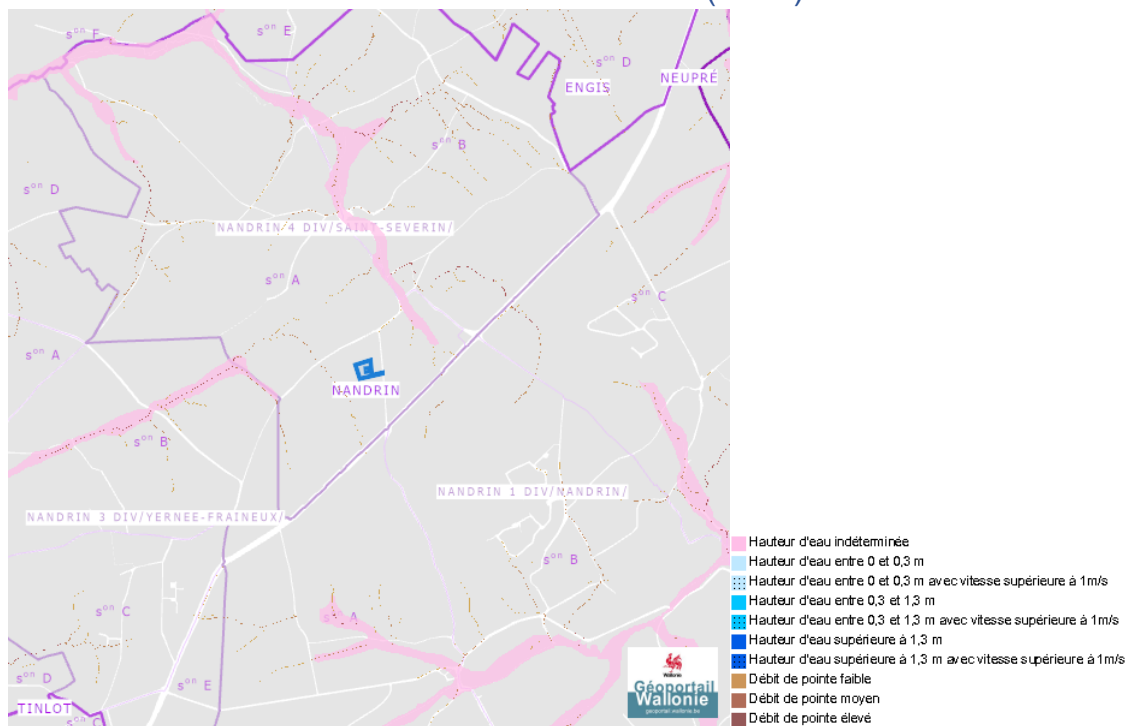 sᵒⁿ F
sᵒⁿ E
sᵒⁿ D
NEUPRÉ
ENGIS
sᵒⁿ B
sᵒⁿ D
NANDRIN 4 DIV/SAINT-SEVERIN/
sᵒⁿ A
sᵒⁿ C
sᵒⁿ A
NANDRIN
sᵒⁿ B
NANDRIN 1 DIV/NANDRIN/
NANDRIN 3 DIV/YERNEE-FRAINEUX/
sᵒⁿ B
sᵒⁿ C
sᵒⁿ A
sᵒⁿ D
sᵒⁿ E
TINLOT
sᵒⁿ C
Wallonie
Géoportail
Wallonie
geoportail.wallonie.be
Hauteur d'eau indéterminée
Hauteur d'eau entre 0 et 0,3 m
Hauteur d'eau entre 0 et 0,3 m avec vitesse supérieure à 1m/s
Hauteur d'eau entre 0,3 et 1,3 m
Hauteur d'eau entre 0,3 et 1,3 m avec vitesse supérieure à 1m/s
Hauteur d'eau supérieure à 1,3 m
Hauteur d'eau supérieure à 1,3 m avec vitesse supérieure à 1m/s
Débit de pointe faible
Débit de pointe moyen
Débit de pointe élevé